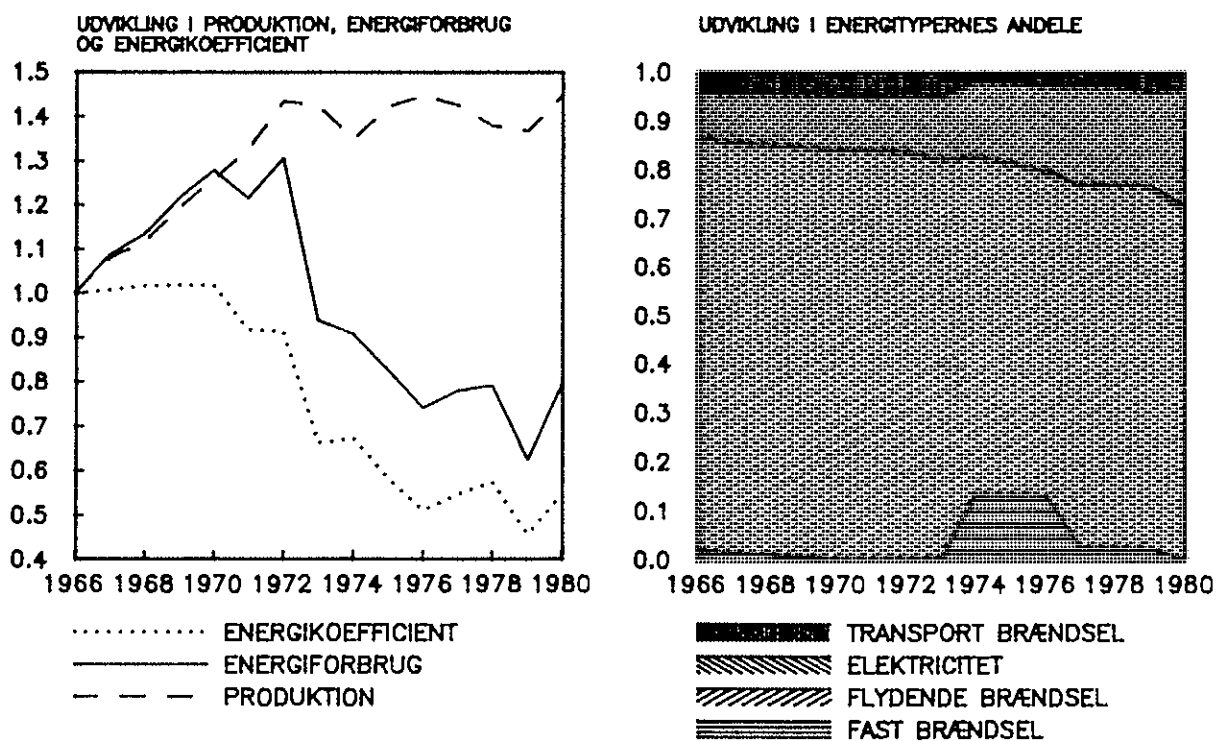 UDVIKLING I PRODUKTION, ENERGIFORBRUG
OG ENERGIKOEFFICIENT
1.5
1.4
1.3
1.2
1.1
1.0
0.9
0.8
0.7
0.6
0.5
0.4
1966 1968 1970 1972 1974 1976 1978 1980
ENERGIKOEFFICIENT
ENERGIFORBRUG
PRODUKTION
UDVIKLING I ENERGITYPERNES ANDELE
1.0
0.9
0.8
0.7
0.6
0.5
0.4
0.3
0.2
0.1
0.0
1966 1968 1970 1972 1974 1976 1978 1980
TRANSPORT BRÆNDSEL
ELEKTRICITET
FLYDENDE BRÆNDSEL
FAST BRÆNDSEL